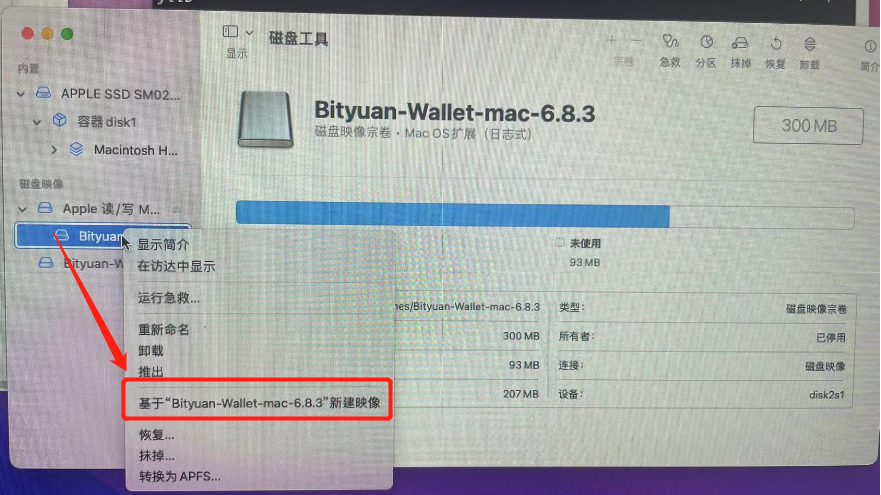 磁盘工具
显示
宗卷
急救
分区
抹掉
恢复
卸载
简介
内置
APPLE SSD SM02...
容器 disk1
Macintosh H...
磁盘映像
Apple 读/写 M...
Bityuan
Bityuan-W
Bityuan-Wallet-mac-6.8.3
磁盘映像宗卷 • Mac OS扩展（日志式）
300 MB
未使用
93 MB
显示简介
在访达中显示
运行急救...
重新命名
卸载
推出
基于“Bityuan-Wallet-mac-6.8.3”新建映像
恢复...
抹掉...
转换为 APFS...
mes/Bityuan-Wallet-mac-6.8.3
300 MB
93 MB
207 MB
类型：
磁盘映像宗卷
所有者：
已停用
连接：
磁盘映像
设备：
disk2s1